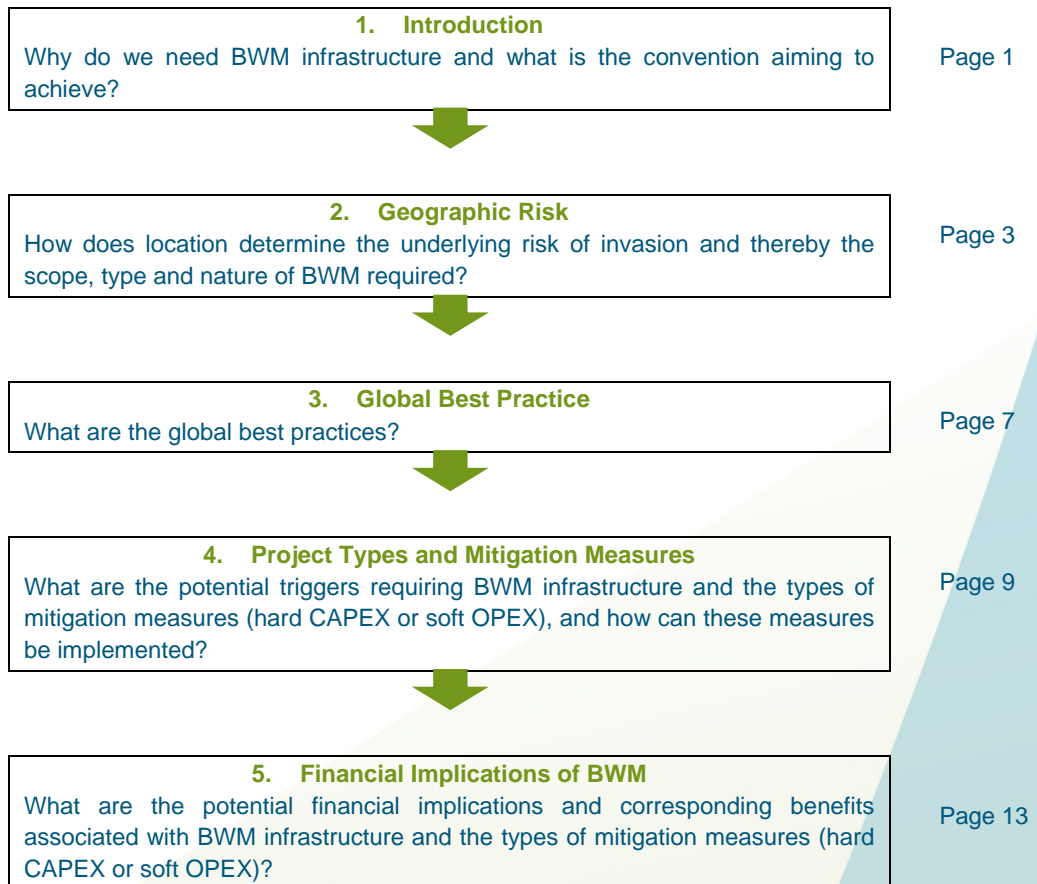 1. Introduction
Why do we need BWM infrastructure and what is the convention aiming to
achieve?
Page 1
2. Geographic Risk
How does location determine the underlying risk of invasion and thereby the
scope, type and nature of BWM required?
Page 3
3. Global Best Practice
What are the global best practices?
Page 7
4. Project Types and Mitigation Measures
What are the potential triggers requiring BWM infrastructure and the types of
mitigation measures (hard CAPEX or soft OPEX), and how can these measures
be implemented?
Page 9
5. Financial Implications of BWM
What are the potential financial implications and corresponding benefits
associated with BWM infrastructure and the types of mitigation measures (hard
CAPEX or soft OPEX)?
Page 13